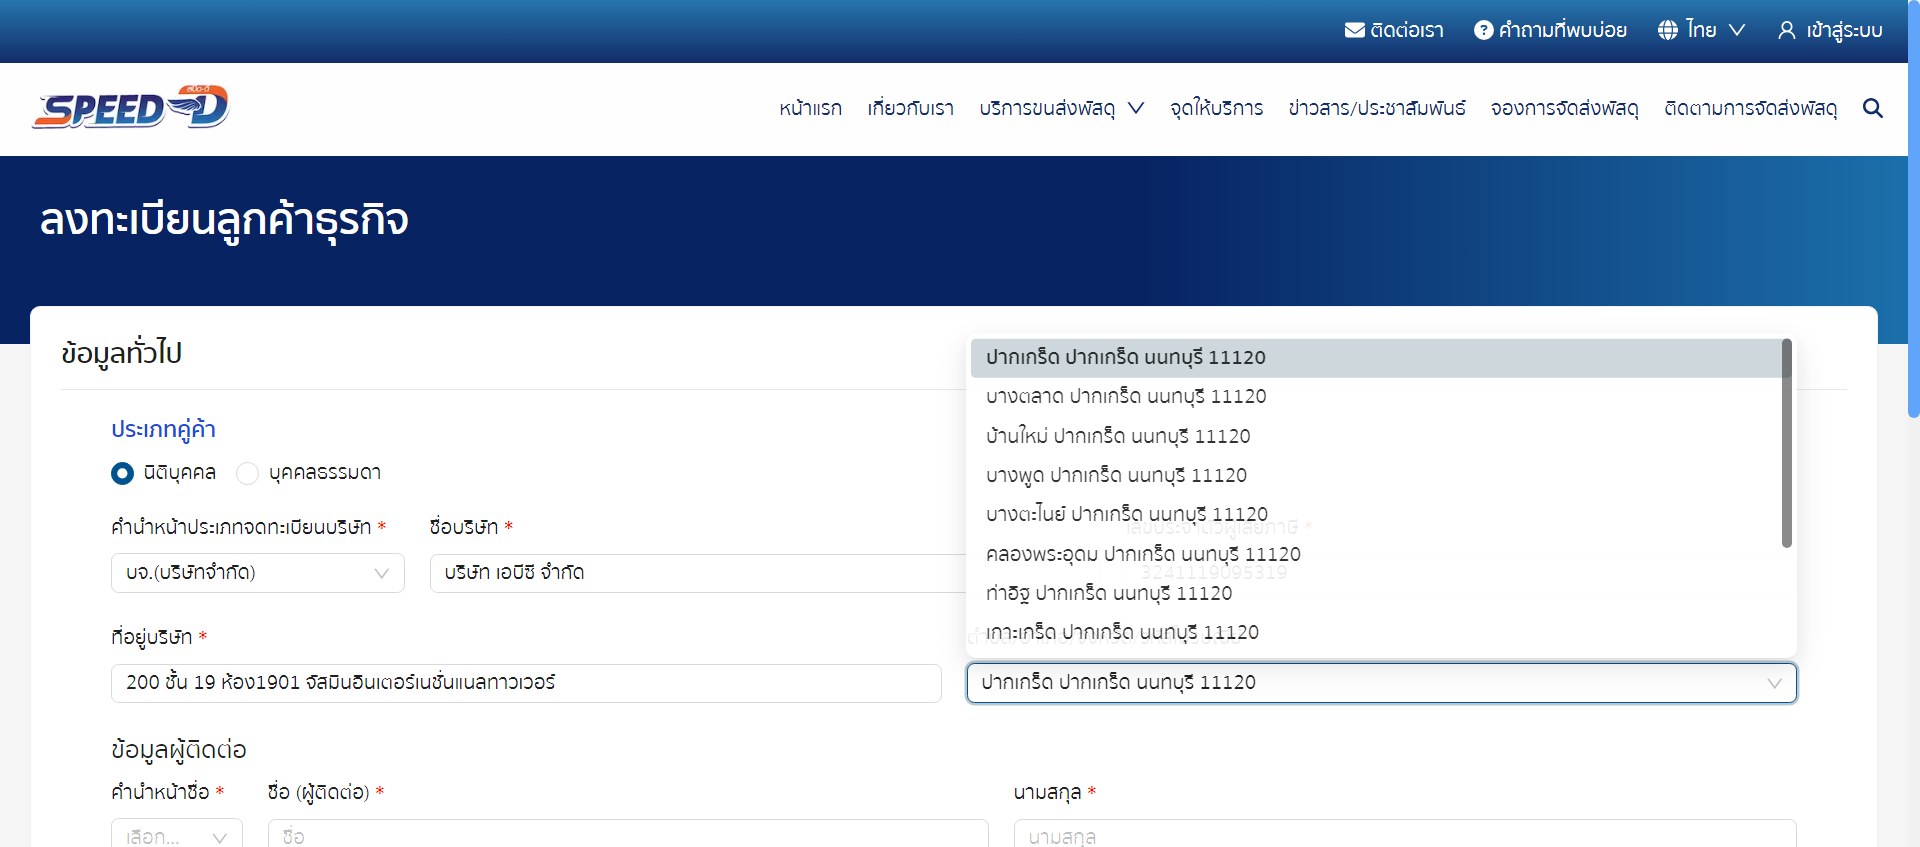 ติดต่อเรา คำถามที่พบบ่อย ไทย เข้าสู่ระบบ
สปีด-ดี
SPEED-D หน้าแรก เกี่ยวกับเรา บริการขนส่งพัสดุ จุดให้บริการ ข่าวสาร/ประชาสัมพันธ์ จองการจัดส่งพัสดุ ติดตามการจัดส่งพัสดุ
ลงทะเบียนลูกค้าธุรกิจ
ข้อมูลทั่วไป
ปากเกร็ด ปากเกร็ด นนทบุรี 11120
บางตลาด ปากเกร็ด นนทบุรี 11120
บ้านใหม่ ปากเกร็ด นนทบุรี 11120
บางพูด ปากเกร็ด นนทบุรี 11120
บางตะไนย์ ปากเกร็ด นนทบุรี 11120
คลองพระอุดม ปากเกร็ด นนทบุรี 11120
ท่าอิฐ ปากเกร็ด นนทบุรี 11120
เกาะเกร็ด ปากเกร็ด นนทบุรี 11120
ประเภทคู่ค้า
นิติบุคคล บุคคลธรรมดา
คำนำหน้าประเภทจดทะเบียนบริษัท * ชื่อบริษัท * เลขประจำตัวผู้เสียภาษี *
บจ.(บริษัทจำกัด) บริษัท เอบีซี จำกัด 3241119095319
ที่อยู่บริษัท *
200 ชั้น 19 ห้อง1901 จัสมินอินเตอร์เนชั่นแนลทาวเวอร์ ปากเกร็ด ปากเกร็ด นนทบุรี 11120
ข้อมูลผู้ติดต่อ
คำนำหน้าชื่อ * ชื่อ (ผู้ติดต่อ) * นามสกุล *
เลือก... ชื่อ นามสกุล